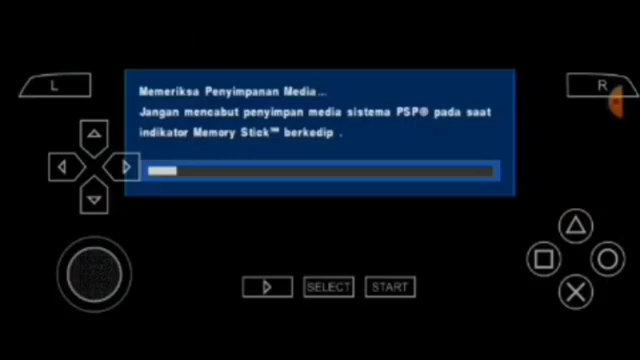 L
R
Memeriksa Penyimpanan Media...
Jangan mencabut penyimpan media sistema PSP® pada saat
indikator Memory Stick™ berkedip .
SELECT
START